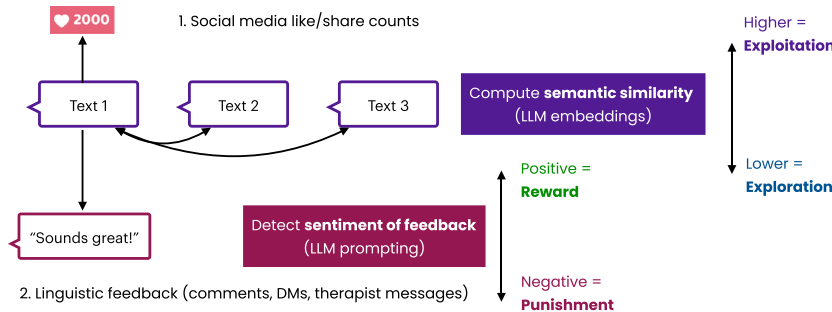 2000
1. Social media like/share counts
Higher =
Exploitation
Text 1
Text 2
Text 3
Compute semantic similarity
(LLM embeddings)
Lower =
Exploration
Positive =
Reward
“Sounds great!”
Detect sentiment of feedback
(LLM prompting)
Negative =
Punishment
2. Linguistic feedback (comments, DMs, therapist messages)